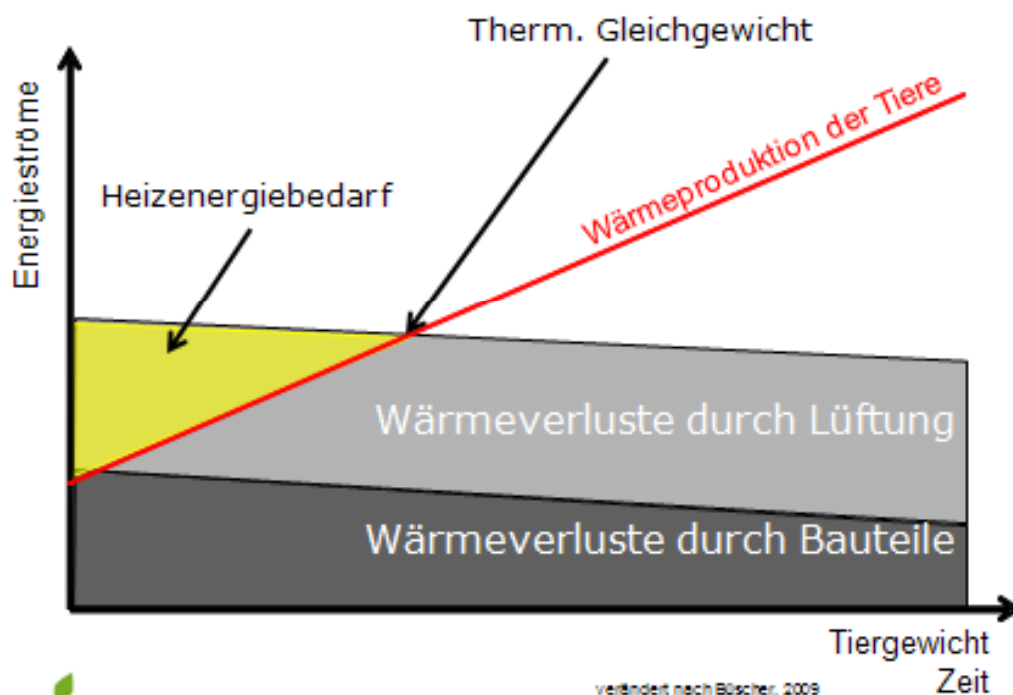 Therm. Gleichgewicht
Energieströme
Heizenergiebedarf
Wärmeproduktion der Tiere
Wärmeverluste durch Lüftung
Wärmeverluste durch Bauteile
Tiergewicht
Zeit
verändert nach Büscher, 2009